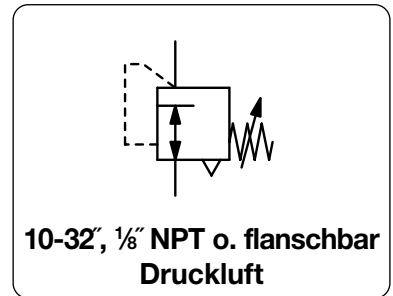 10-32″, ⅛″ NPT o. flanschbar
Druckluft